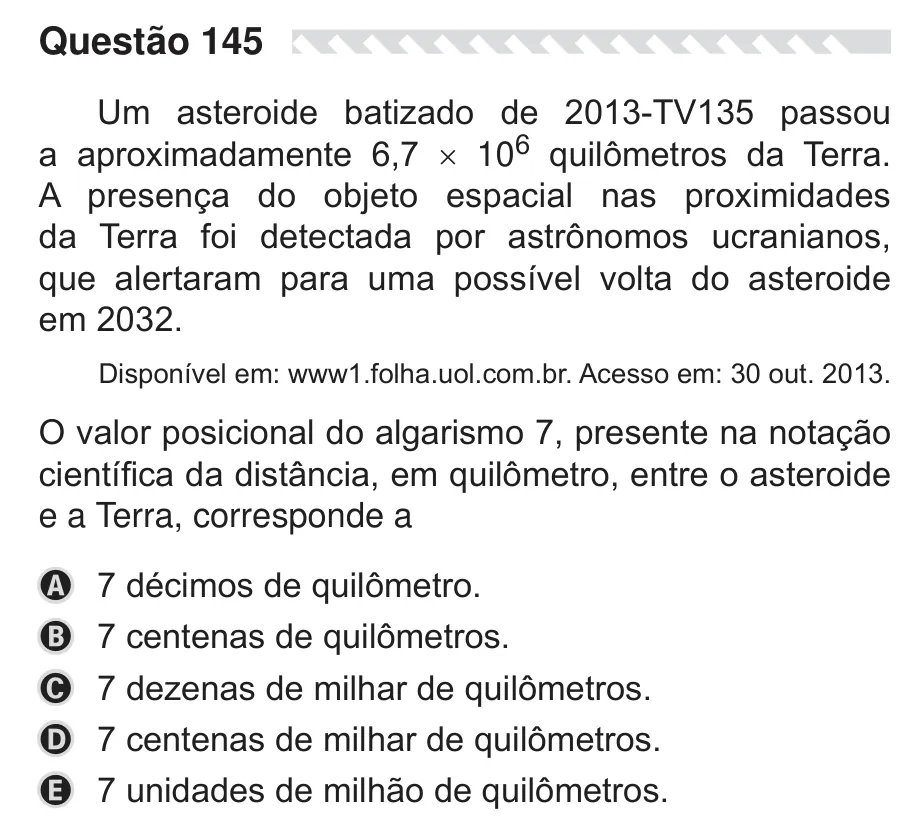 Questão 145
Um asteroide batizado de 2013-TV135 passou
a aproximadamente 6,7 × 10⁶ quilômetros da Terra.
A presença do objeto espacial nas proximidades
da Terra foi detectada por astrônomos ucranianos,
que alertaram para uma possível volta do asteroide
em 2032.
Disponível em: www1.folha.uol.com.br. Acesso em: 30 out. 2013.
O valor posicional do algarismo 7, presente na notação
científica da distância, em quilômetro, entre o asteroide
e a Terra, corresponde a
A 7 décimos de quilômetro.
B 7 centenas de quilômetros.
C 7 dezenas de milhar de quilômetros.
D 7 centenas de milhar de quilômetros.
E 7 unidades de milhão de quilômetros.